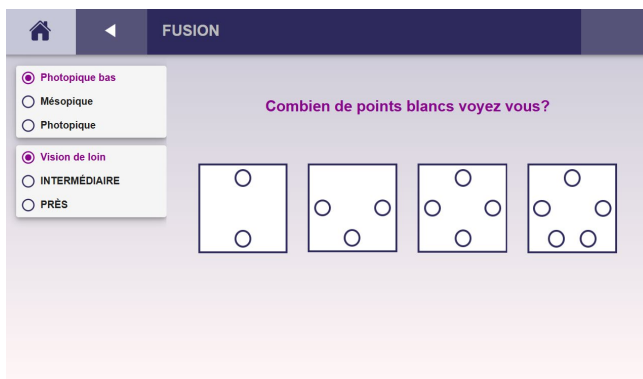 FUSION
Photopique bas
Mésopique
Photopique
Vision de loin
INTERMÉDIAIRE
PRÈS
Combien de points blancs voyez vous?